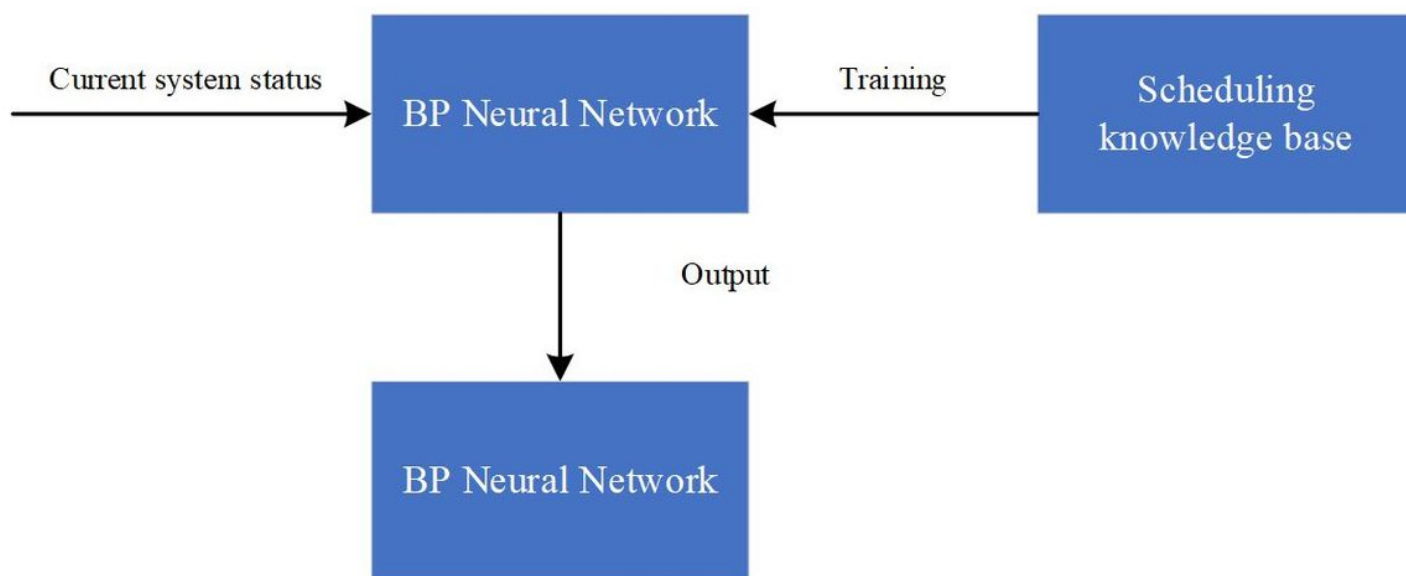 Current system status
BP Neural Network
Training
Scheduling
knowledge base
Output
BP Neural Network